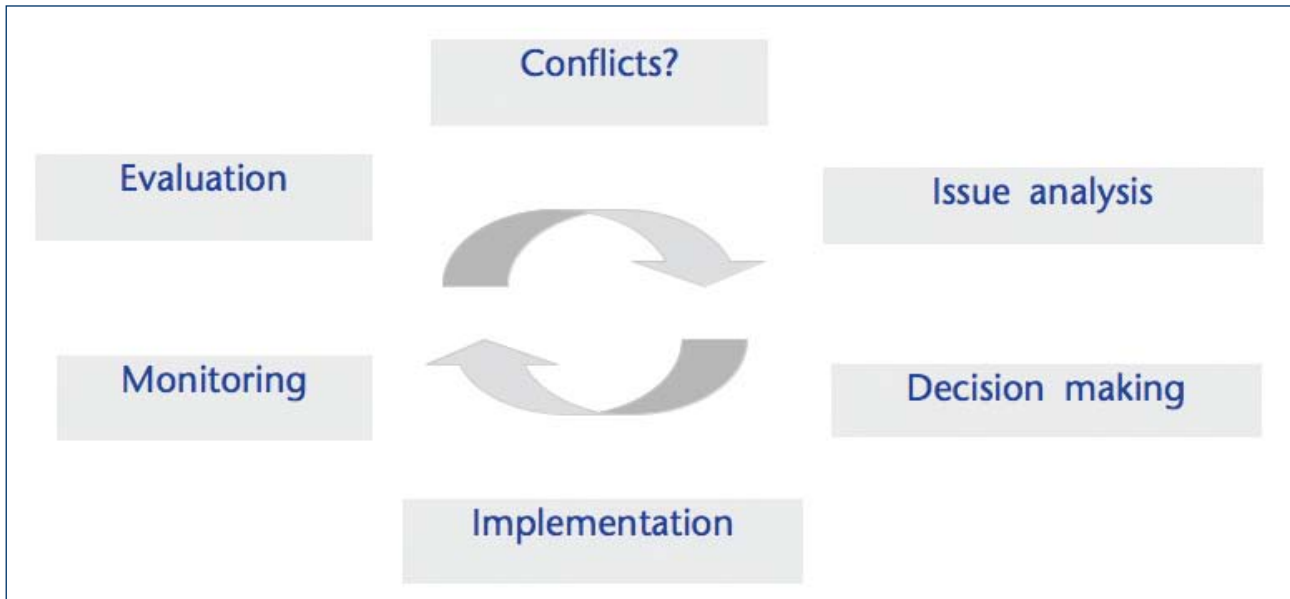 Conflicts?
Evaluation
Issue analysis
Monitoring
Decision making
Implementation